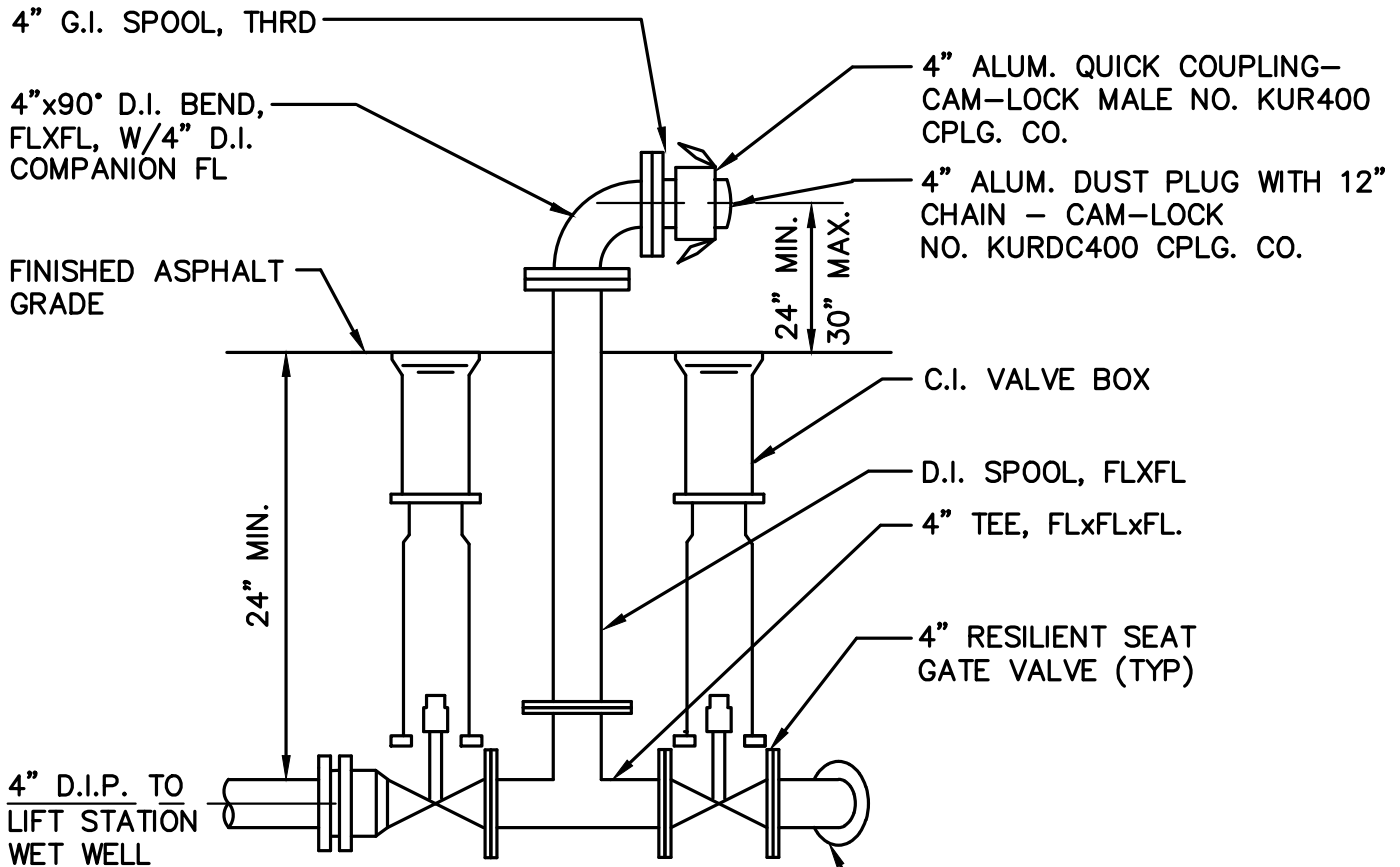 4” G.I. SPOOL, THRD
4”x90° D.I. BEND,
FLXFL, W/4” D.I.
COMPANION FL
FINISHED ASPHALT
GRADE
4” ALUM. QUICK COUPLING–
CAM–LOCK MALE NO. KUR400
CPLG. CO.
4” ALUM. DUST PLUG WITH 12”
CHAIN – CAM–LOCK
NO. KURDC400 CPLG. CO.
24” MIN.
30” MAX.
C.I. VALVE BOX
D.I. SPOOL, FLXFL
4” TEE, FLxFLxFL.
24” MIN.
4” RESILIENT SEAT
GATE VALVE (TYP)
4” D.I.P. TO
LIFT STATION
WET WELL